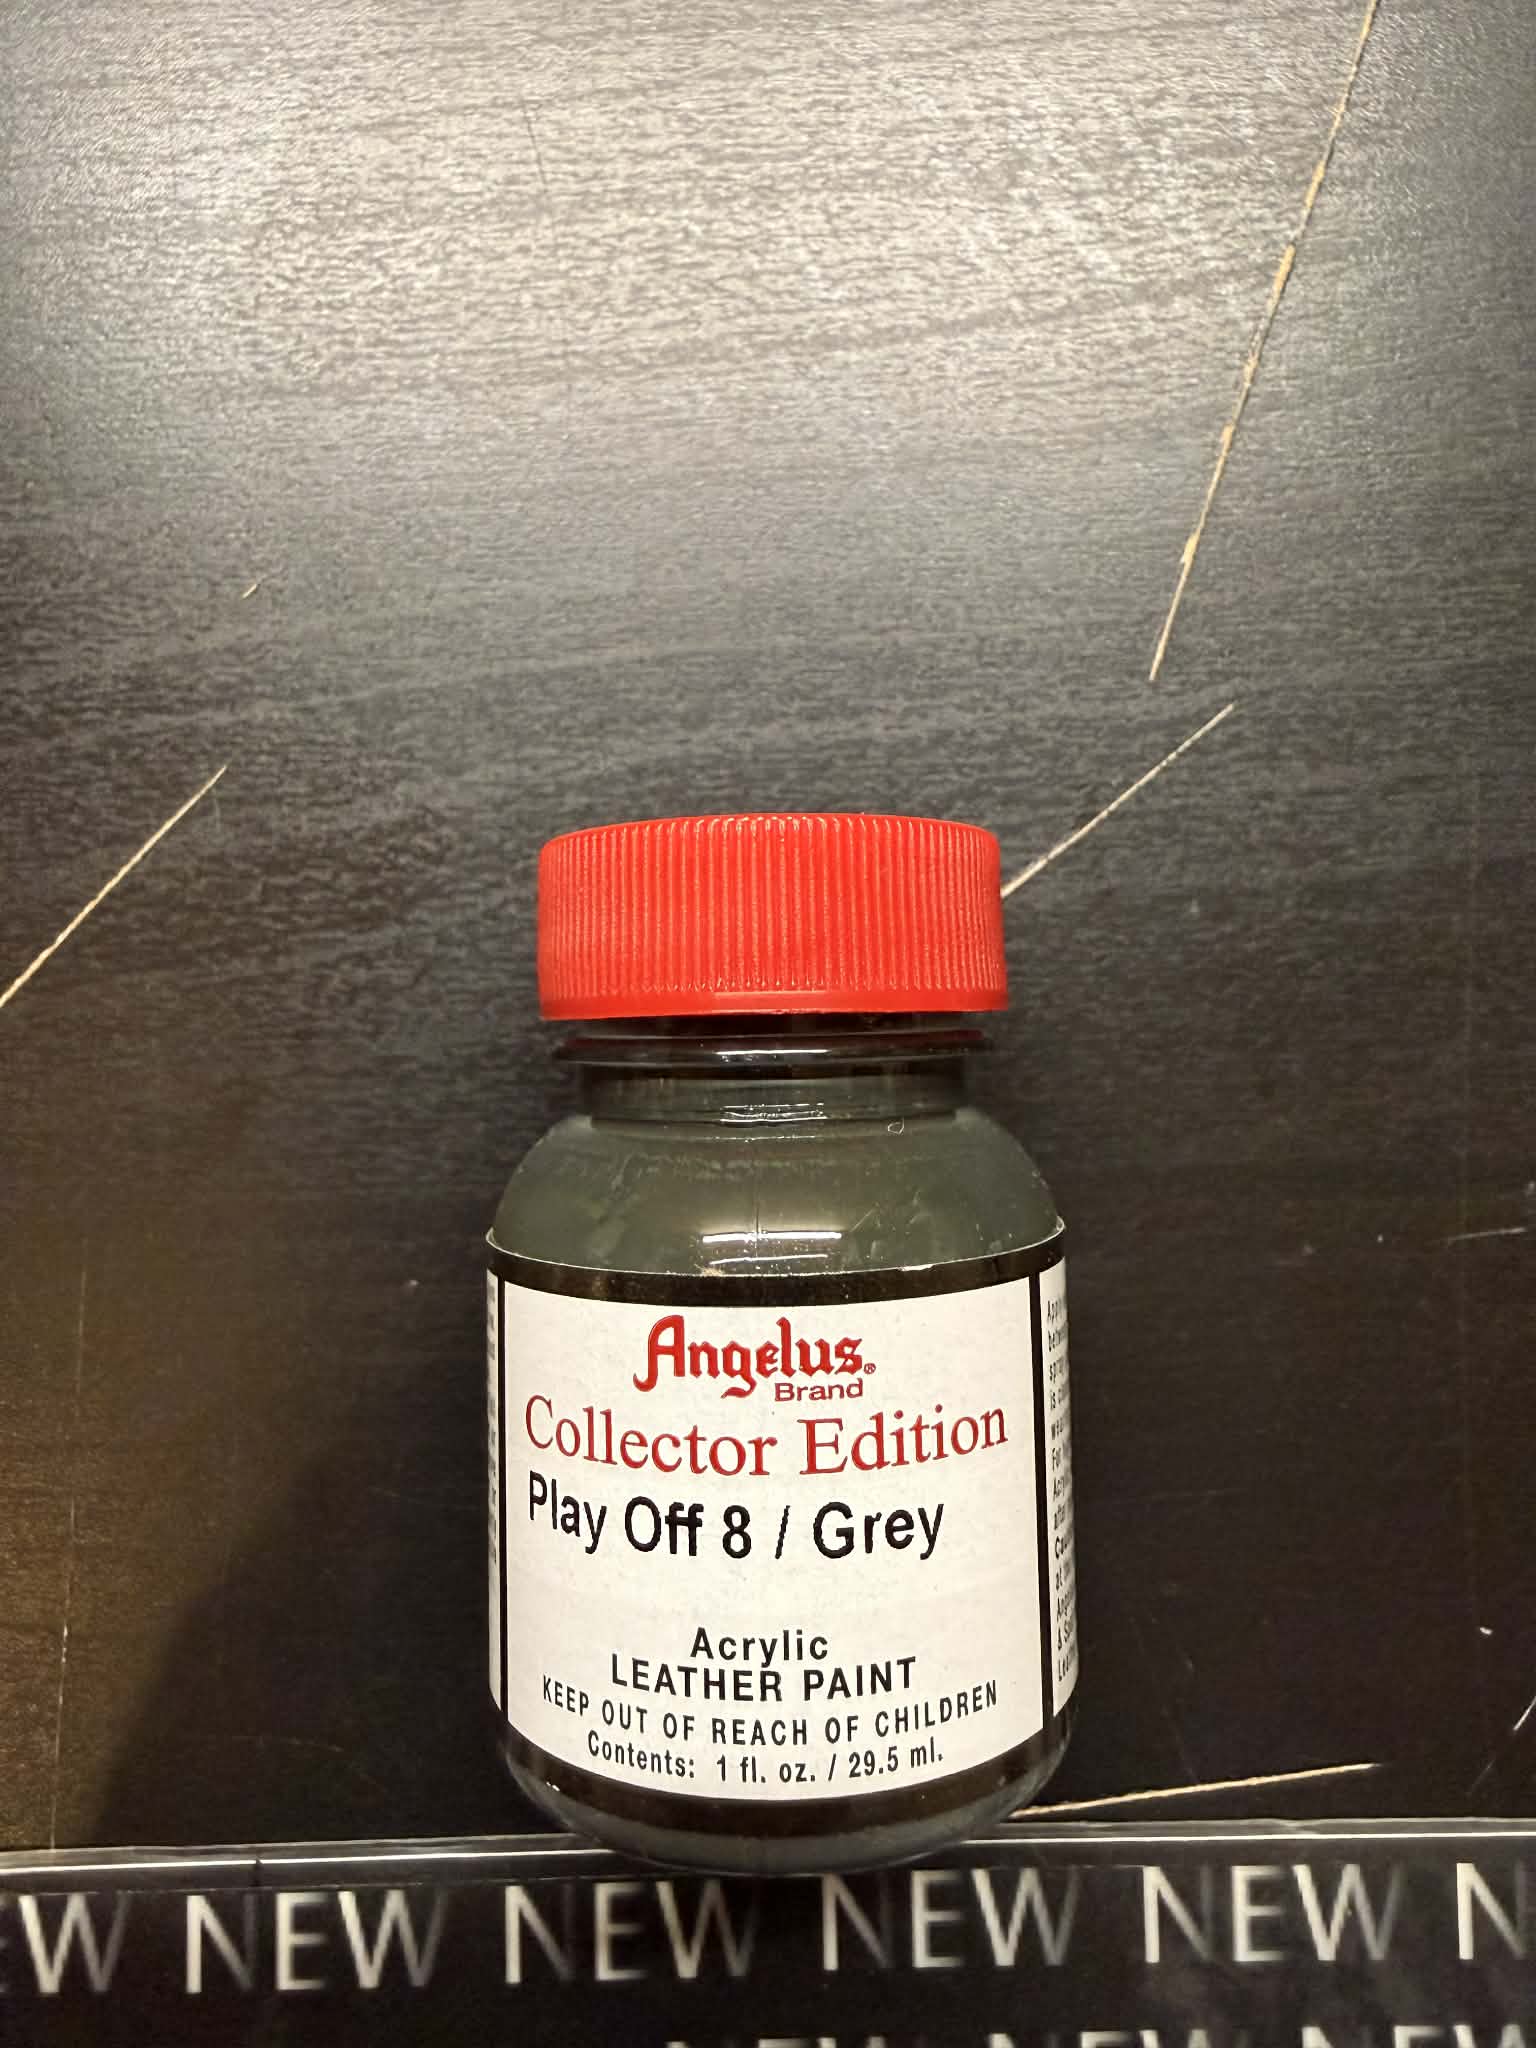 Angelus®
Brand
Collector Edition
Play Off 8 / Grey
Acrylic
LEATHER PAINT
KEEP OUT OF REACH OF CHILDREN
Contents: 1 fl. oz. / 29.5 ml.
NEW NEW NEW NEW